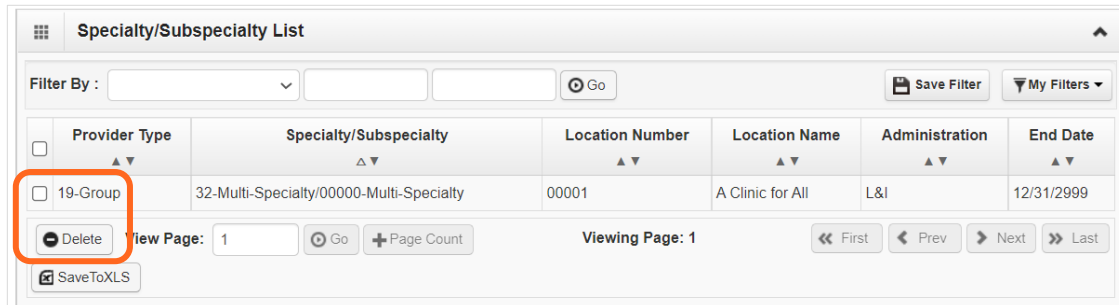 Specialty/Subspecialty List
Filter By : Go Save Filter My Filters
Provider Type Specialty/Subspecialty Location Number Location Name Administration End Date
19-Group 32-Multi-Specialty/00000-Multi-Specialty 00001 A Clinic for All L&I 12/31/2999
Delete View Page: 1 Go Page Count Viewing Page: 1 First Prev Next Last
SaveToXLS